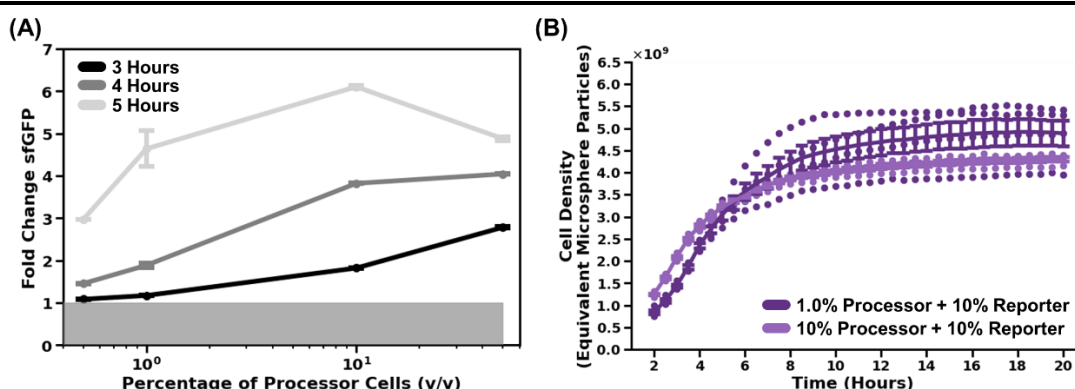 (A)
Fold Change sfGFP
7
6
5
4
3
2
1
0
3 Hours
4 Hours
5 Hours
10⁰
10¹
Percentage of Processor Cells (v/v)
(B)
Cell Density
(Equivalent Microsphere Particles)
×10⁹
6.5
5.5
5.0
4.5
4.0
3.5
3.0
2.5
2.0
1.5
1.0
0.5
0.0
1.0% Processor + 10% Reporter
10% Processor + 10% Reporter
2 4 6 8 10 12 14 16 18 20
Time (Hours)